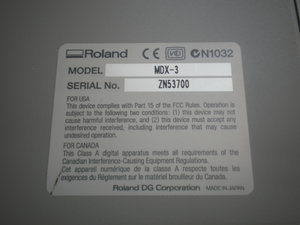 Roland CE N1032
MODEL MDX-3
SERIAL No. ZN53700
FOR USA
This device complies with Part 15 of the FCC Rules. Operation is
subject to the following two conditions: (1) this device may not
cause harmful interference, and (2) this device must accept any
interference received, including interference that may cause
undesired operation.
FOR CANADA
This Class A digital apparatus meets all requirements of the
Canadian Interference-Causing Equipment Regulations.
Cet appareil numérique de la classe A respecte toutes les
exigences du Règlement sur le matériel brouilleur du Canada.
Roland DG Corporation MADE IN JAPAN